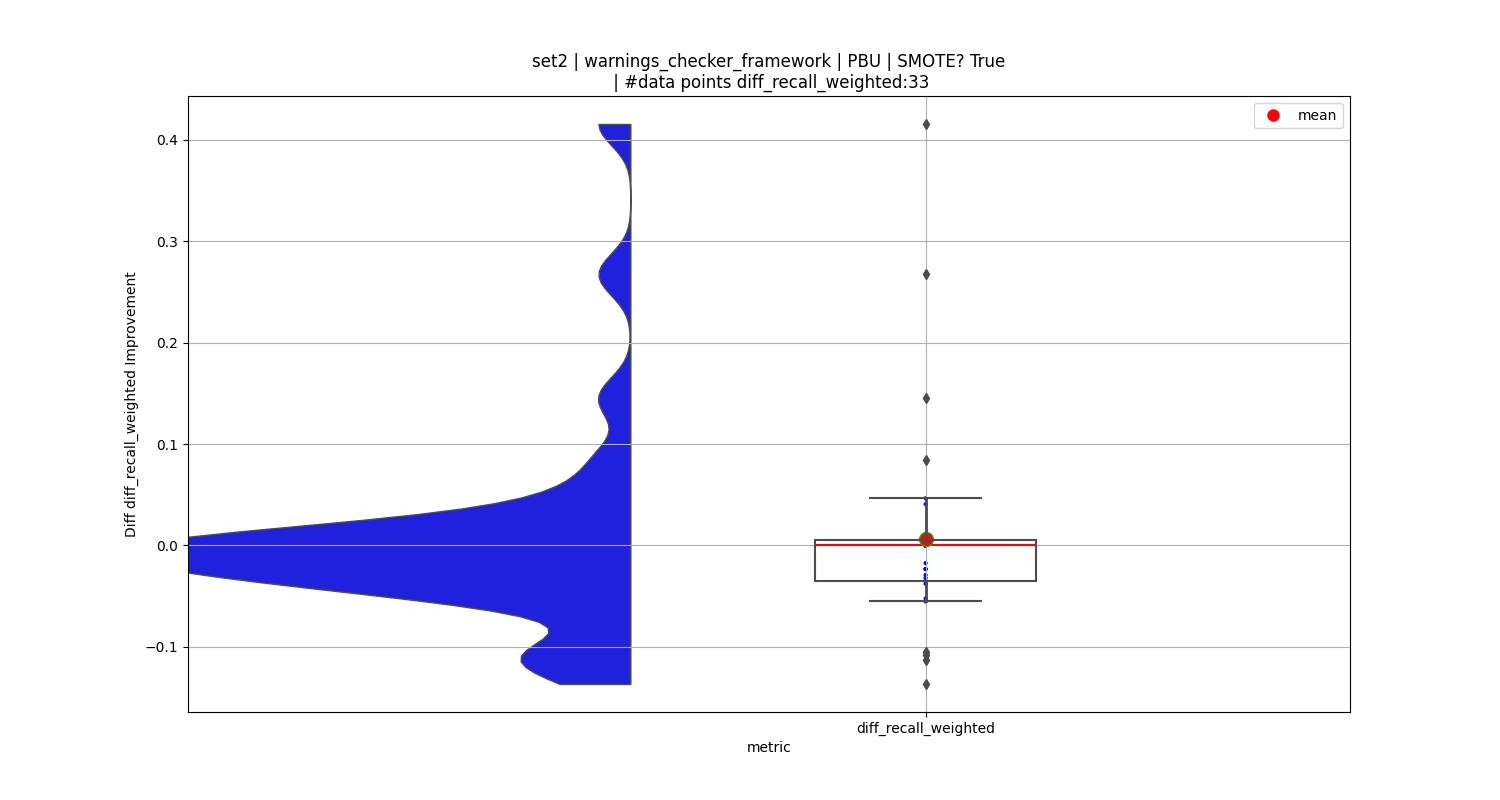 set2 | warnings_checker_framework | PBU | SMOTE? True
| #data points diff_recall_weighted:33
mean
0.4
0.3
0.2
0.1
0.0
−0.1
Diff diff_recall_weighted Improvement
diff_recall_weighted
metric